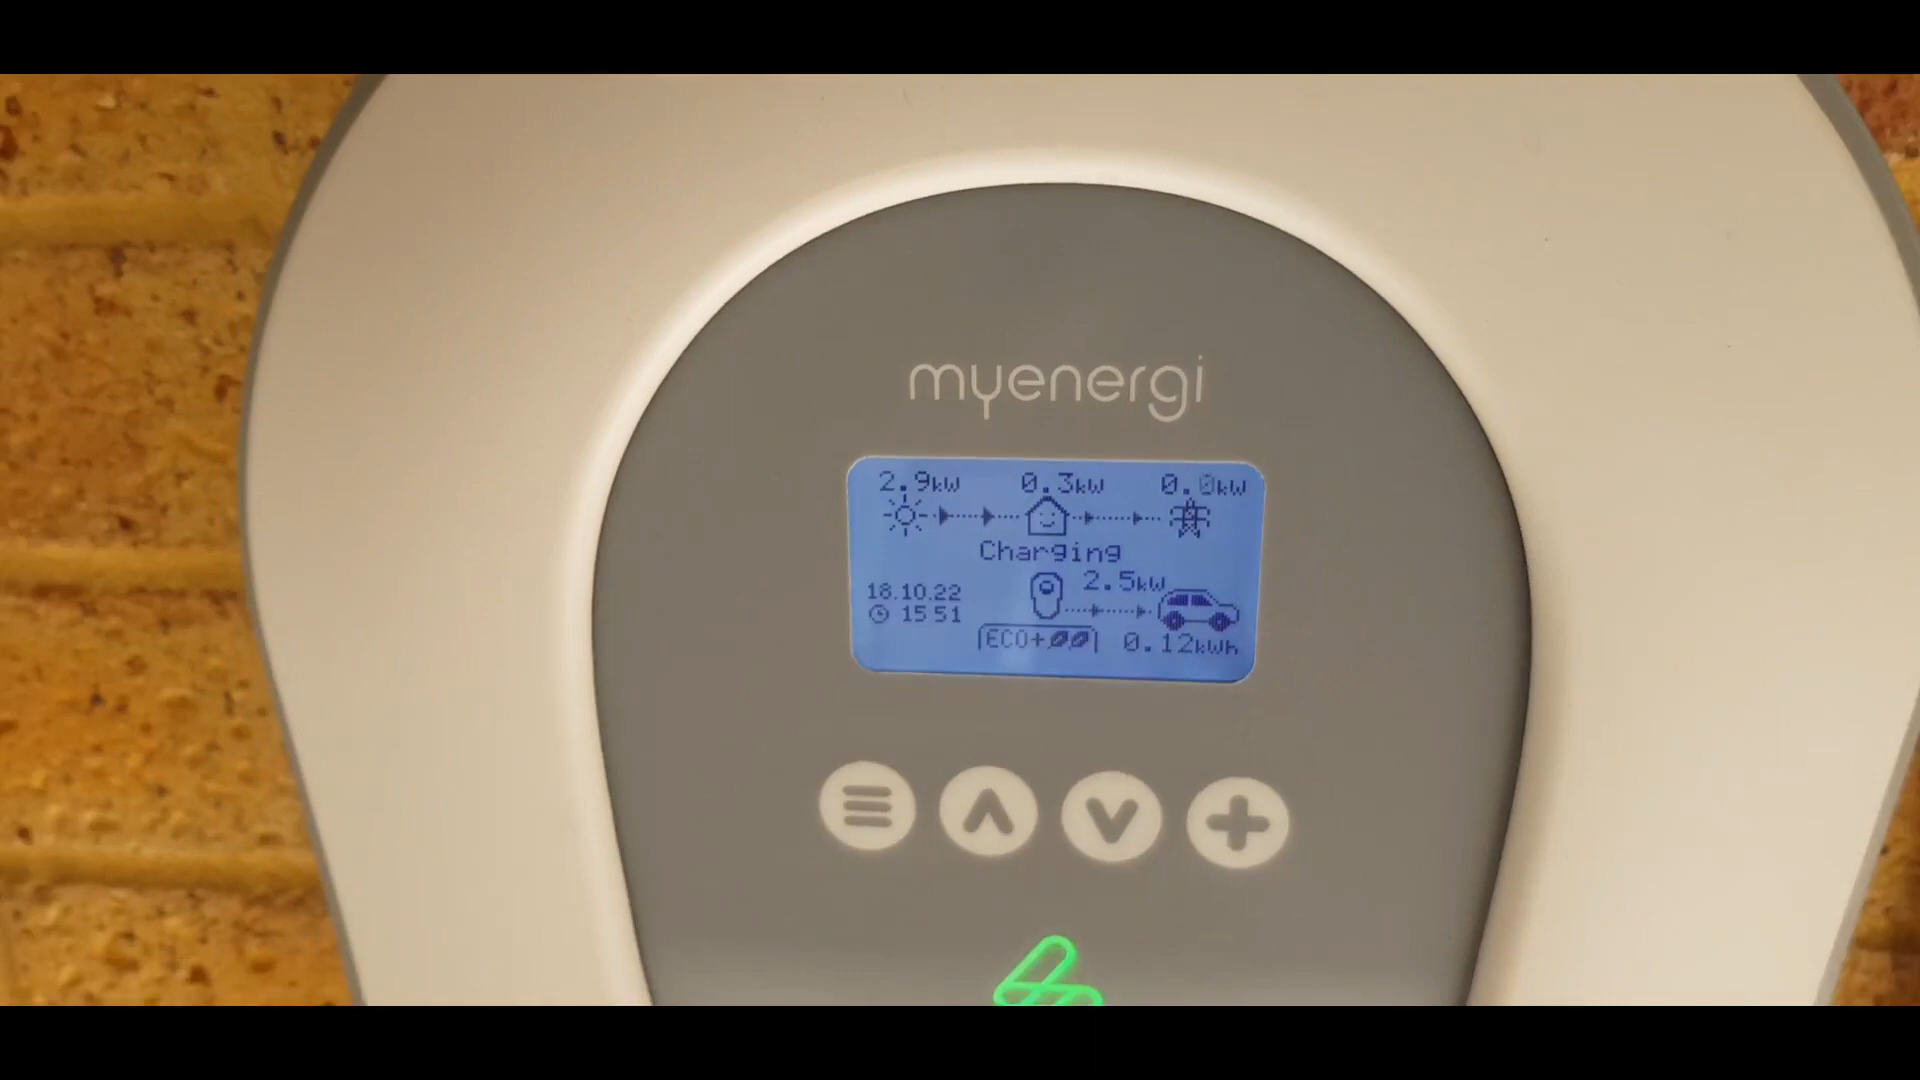 myenergi
2.9kW 0.3kW 0.0kW
Charging
2.5kW
18.10.22
15 51
ECO+ 0.12kWh